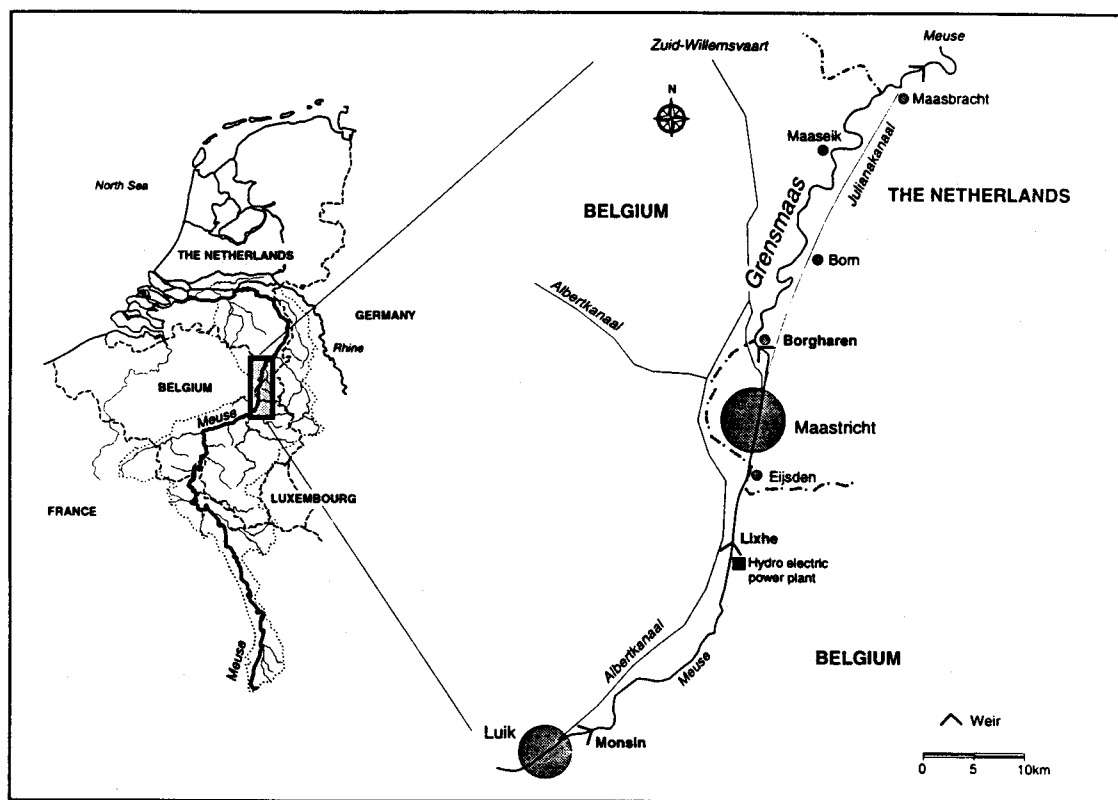 North Sea
THE NETHERLANDS
GERMANY
Rhine
BELGIUM
Meuse
LUXEMBOURG
FRANCE
Meuse
Zuid-Willemsvaart
Meuse
N
Maasbracht
Maaseik
Julianakanaal
THE NETHERLANDS
BELGIUM
Grensmaas
Born
Albertkanaal
Borgharen
Maastricht
Eijsden
Lixhe
Hydro electric
power plant
Albertkanaal
Meuse
BELGIUM
Luik
Monsin
Weir
0 5 10km